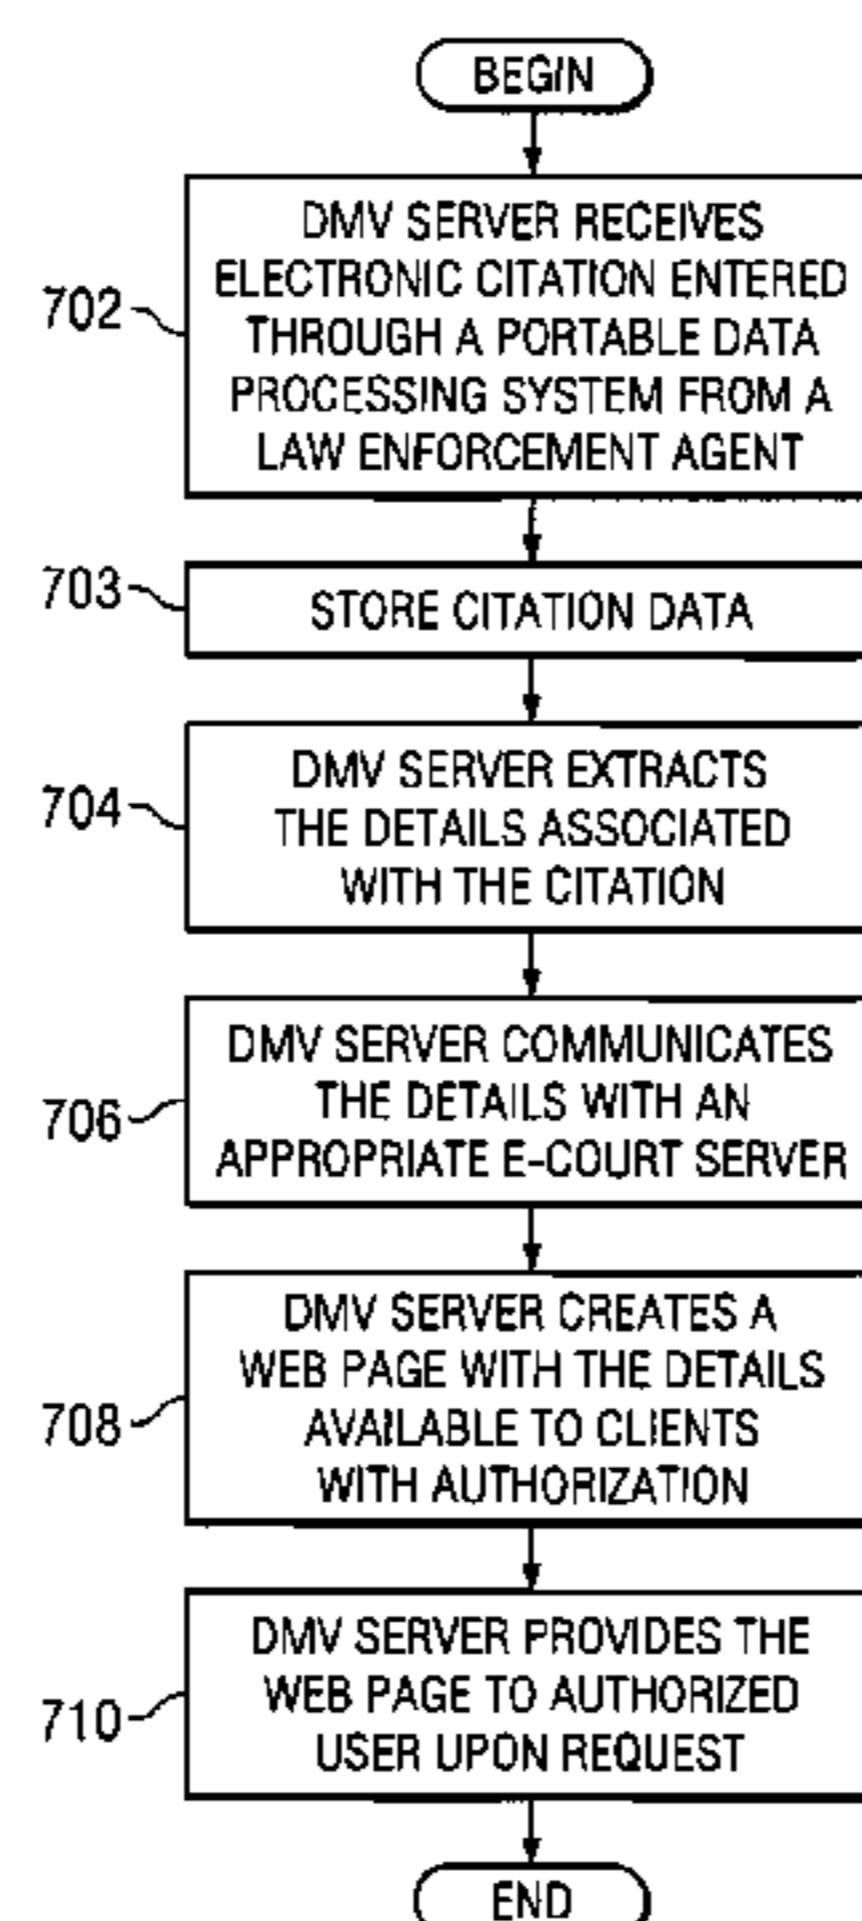 BEGIN
702
DMV SERVER RECEIVES
ELECTRONIC CITATION ENTERED
THROUGH A PORTABLE DATA
PROCESSING SYSTEM FROM A
LAW ENFORCEMENT AGENT
703
STORE CITATION DATA
704
DMV SERVER EXTRACTS
THE DETAILS ASSOCIATED
WITH THE CITATION
706
DMV SERVER COMMUNICATES
THE DETAILS WITH AN
APPROPRIATE E-COURT SERVER
708
DMV SERVER CREATES A
WEB PAGE WITH THE DETAILS
AVAILABLE TO CLIENTS
WITH AUTHORIZATION
710
DMV SERVER PROVIDES THE
WEB PAGE TO AUTHORIZED
USER UPON REQUEST
END